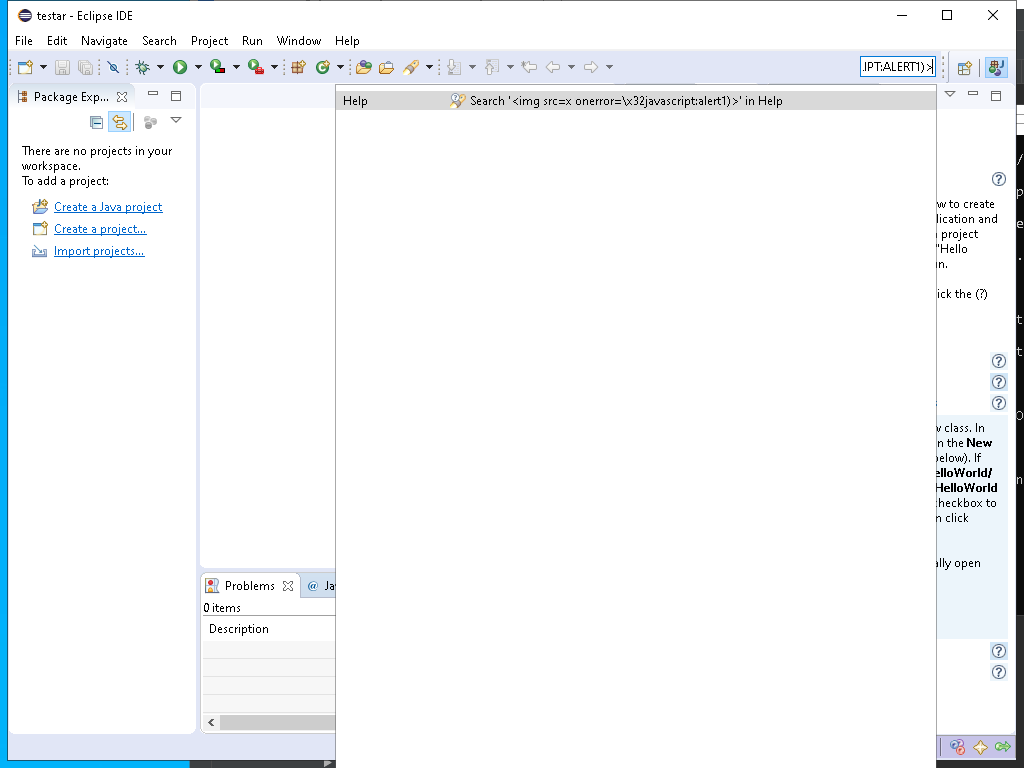 testar - Eclipse IDE
File Edit Navigate Search Project Run Window Help
IPT:ALERT1)>
Package Exp...
Help Search '<img src=x onerror=\x32javascript:alert1)>' in Help
There are no projects in your
workspace.
To add a project:
Create a Java project
Create a project...
Import projects...
w to create
lication and
project
"Hello
n.
ick the (?)
v class. In
n the New
elow). If
elloWorld/
HelloWorld
heckbox to
n click
lly open
Problems
@ Ja
0 items
Description